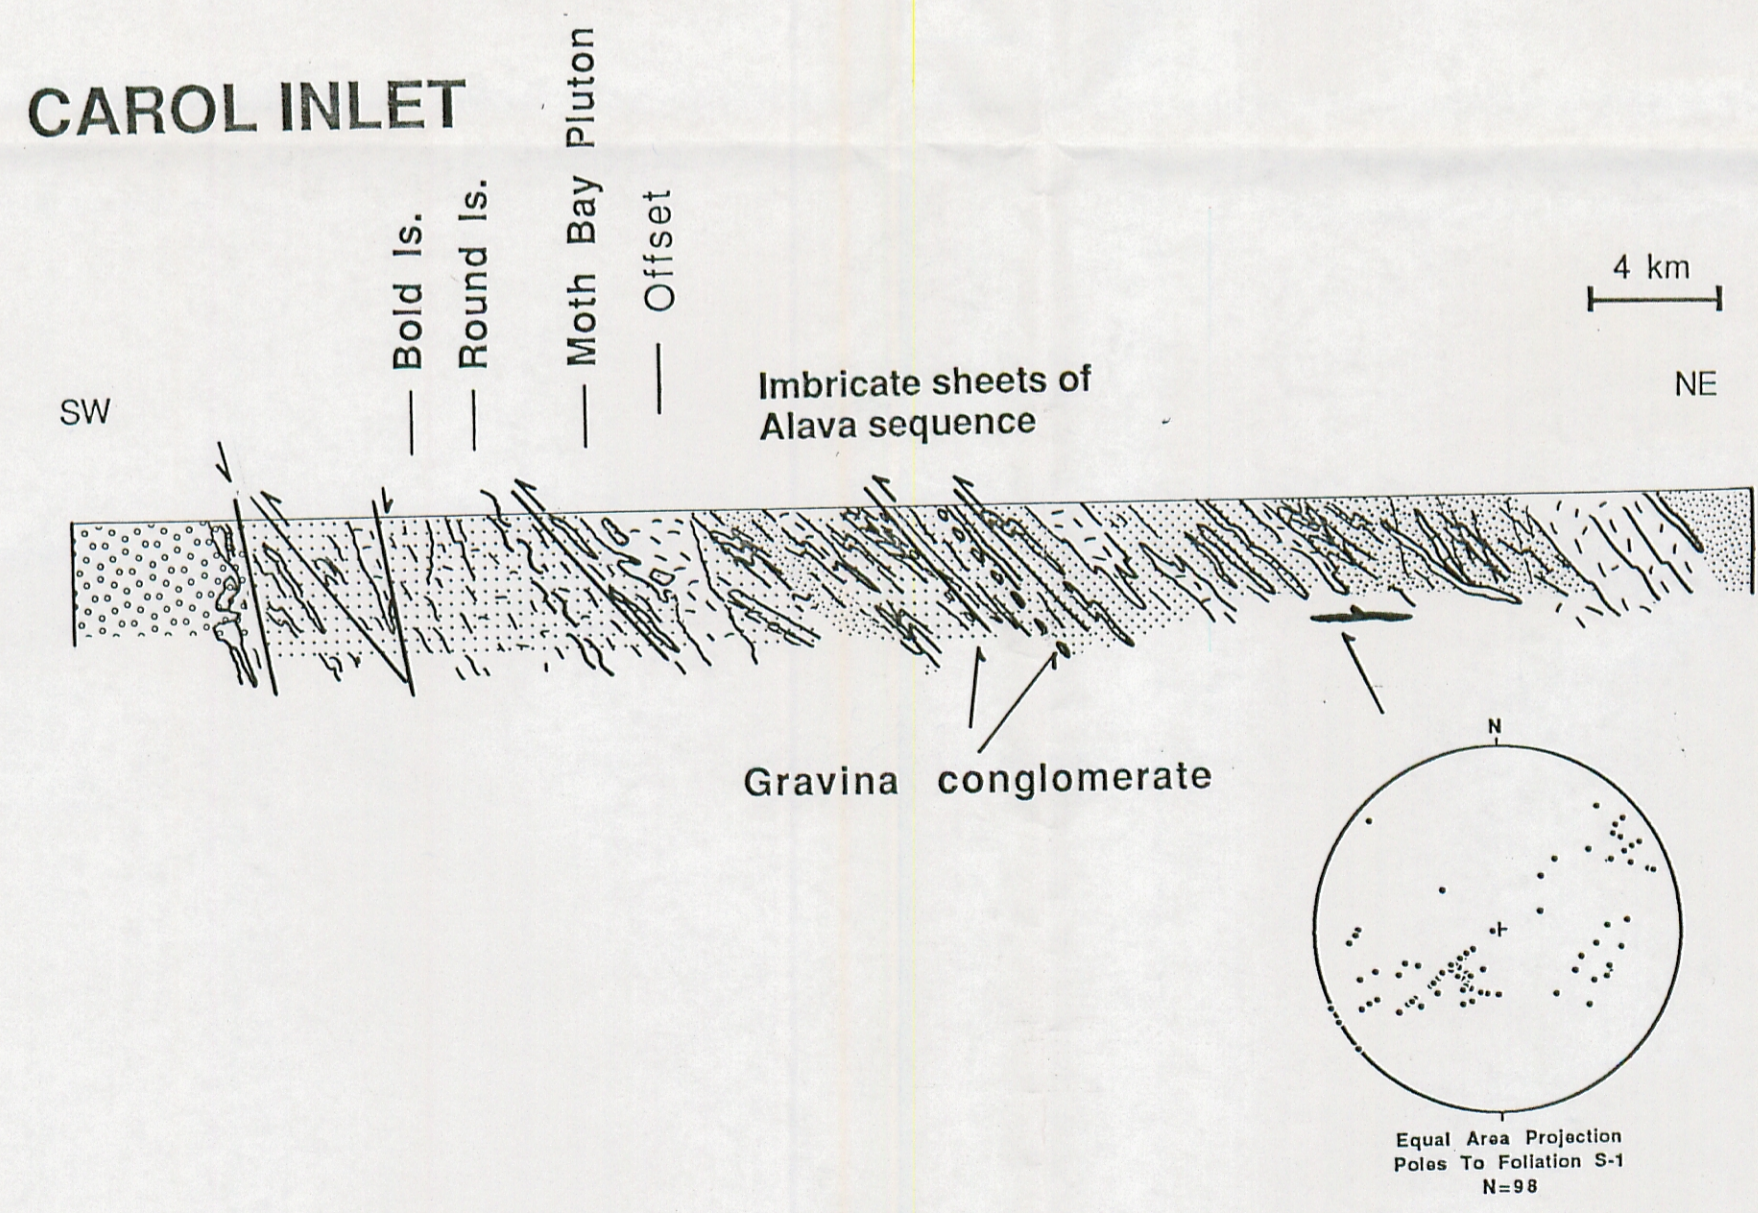 CAROL INLET
Bold Is.
Round Is.
Moth Bay Pluton
Offset
4 km
SW
Imbricate sheets of
Alava sequence
NE
Gravina conglomerate
N
Equal Area Projection
Poles To Foliation S-1
N=98